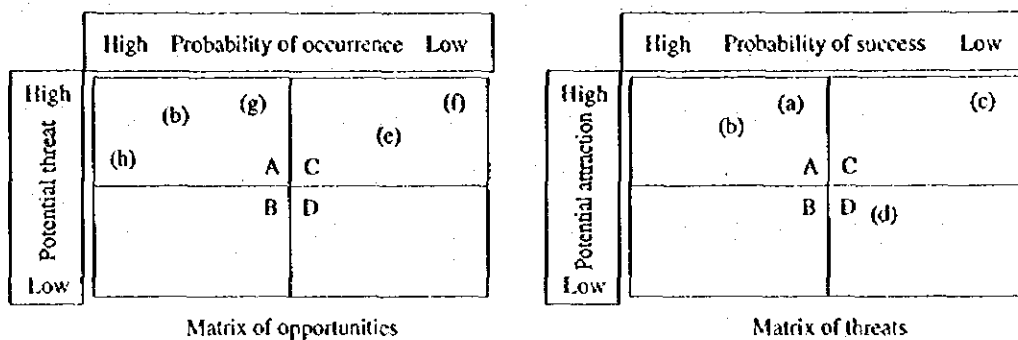 High Probability of occurrence Low
High
Potential threat
Low
(b)
(g)
(h)
A
(f)
(e)
C
B
D
Matrix of opportunities
High Probability of success Low
High
Potential attraction
Low
(a)
(b)
A
(c)
C
B
D
(d)
Matrix of threats